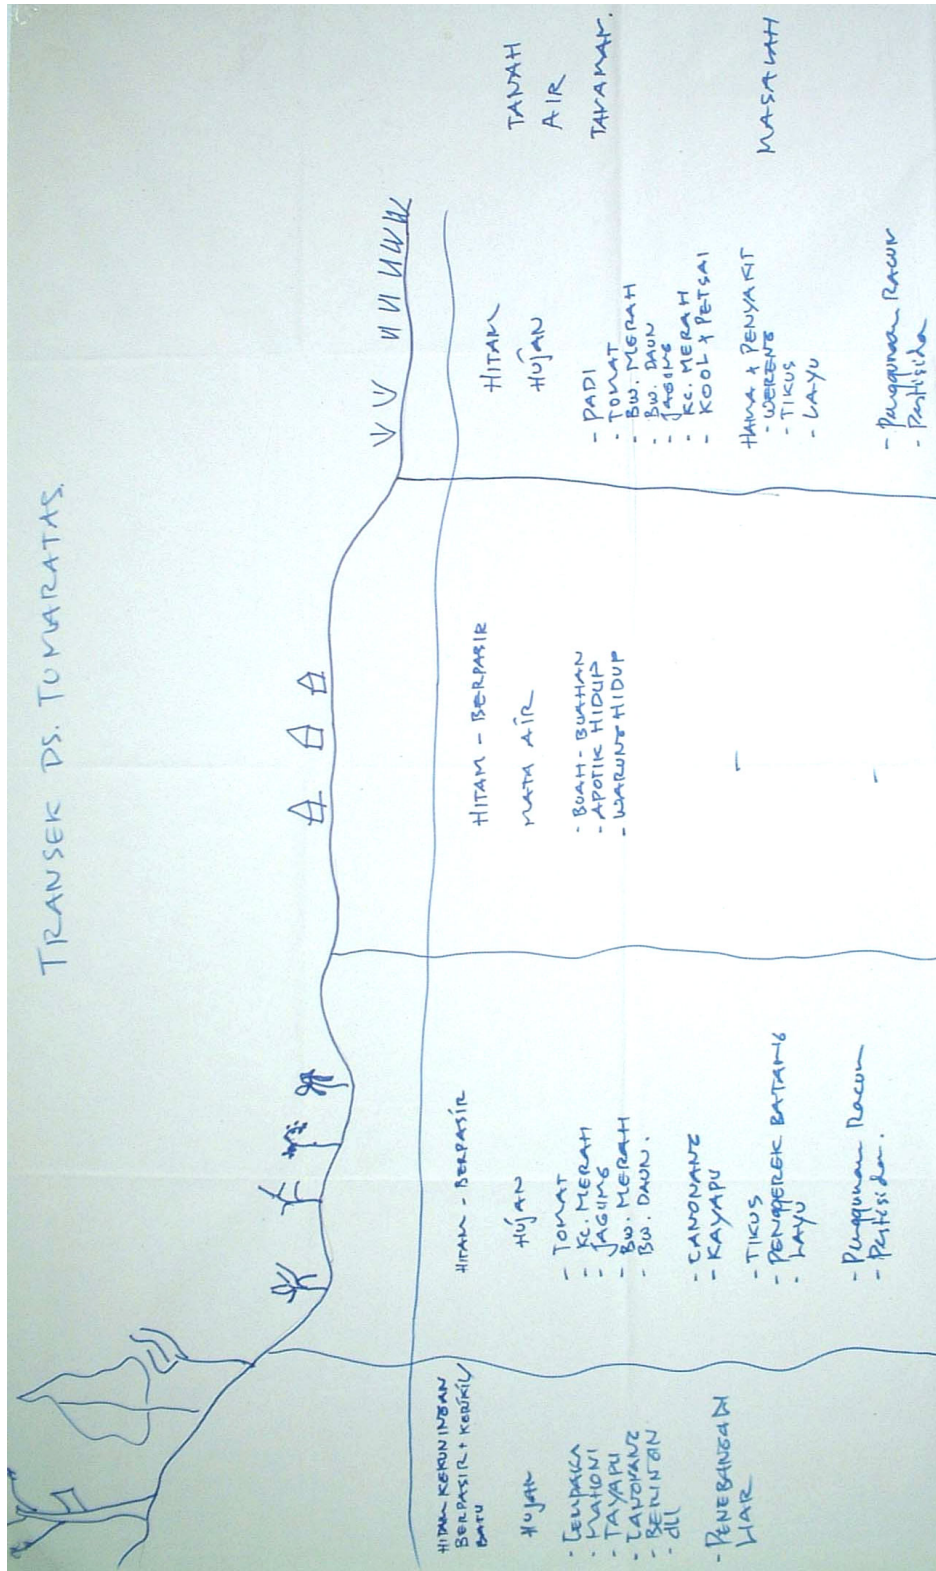 TRANSEK DS. TUMARATAS.
HITAM KEKUNINGAN
BERPASIR + KERIKIL
BATU
HUJAN
- CEMPAKA
- MAHONI
- TAYAPU
- BERINGIN
- dll
- PENEBANGAN
LIAR
HITAM - BERPASIR
HUJAN
- TOMAT
- KC. MERAH
- JAGUNG
- BW. MERAH
- BW. DAUN.
- CANONANG
- KAYAPU
- TIKUS
- PENGGEREK BATANG
- LAYU
- Penggunaan Racun
- Pestisida.
HITAM - BERPASIR
MATA AIR
- BUAH - BUAHAN
- APOTIK HIDUP
- WARUNG HIDUP
-
-
HITAM
HUJAN
- PADI
- TOMAT
- BW. MERAH
- BW. DAUN
- JAGUNG
- KC. MERAH
- KOOL & PETSAI
HAMA & PENYAKIT
- WERENG
- TIKUS
- LAYU
- Penggunaan Racun
- Pestisida
TANAH
AIR
TANAMAN.
MASALAH